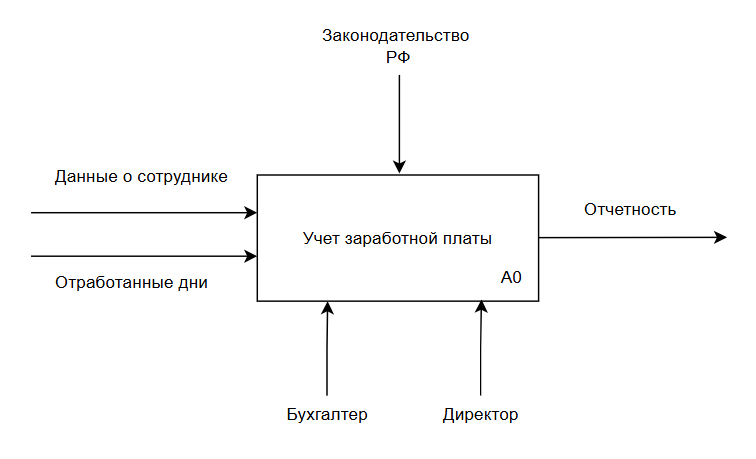 Законодательство
РФ
Данные о сотруднике
Отчетность
Учет заработной платы
A0
Отработанные дни
Бухгалтер
Директор